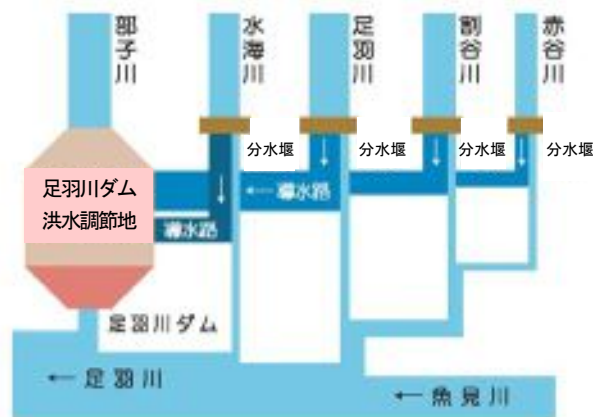 部子川
水海川
足羽川
割谷川
赤谷川
分水堰
分水堰
分水堰
分水堰
足羽川ダム
洪水調節地
←導水路
導水路
足羽川ダム
←足羽川
←魚見川